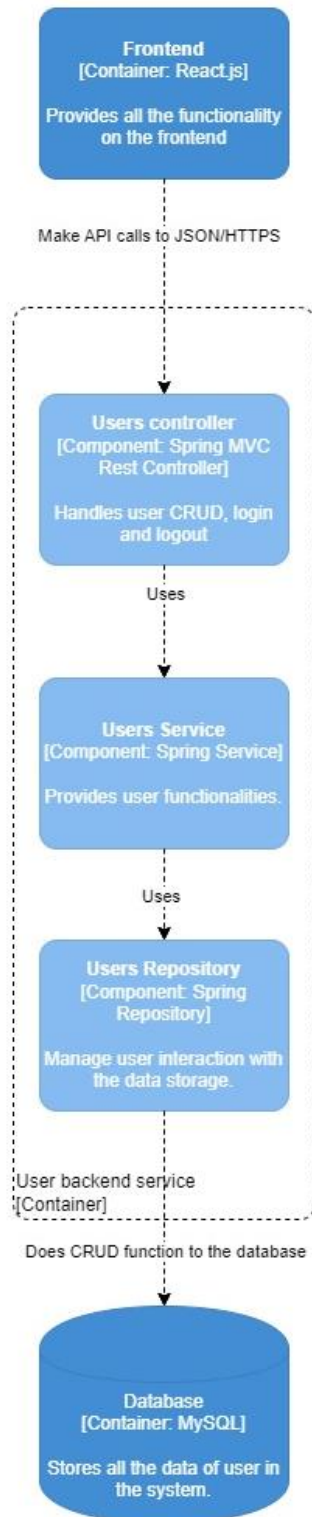 Frontend
[Container: React.js]
Provides all the functionalilty
on the frontend
Make API calls to JSON/HTTPS
Users controller
[Component: Spring MVC
Rest Controller]
Handles user CRUD, login
and logout
Uses
Users Service
[Component: Spring Service]
Provides user functionalities.
Uses
Users Repository
[Component: Spring
Repository]
Manage user interaction with
the data storage.
User backend service
[Container]
Does CRUD function to the database
Database
[Container: MySQL]
Stores all the data of user in
the system.